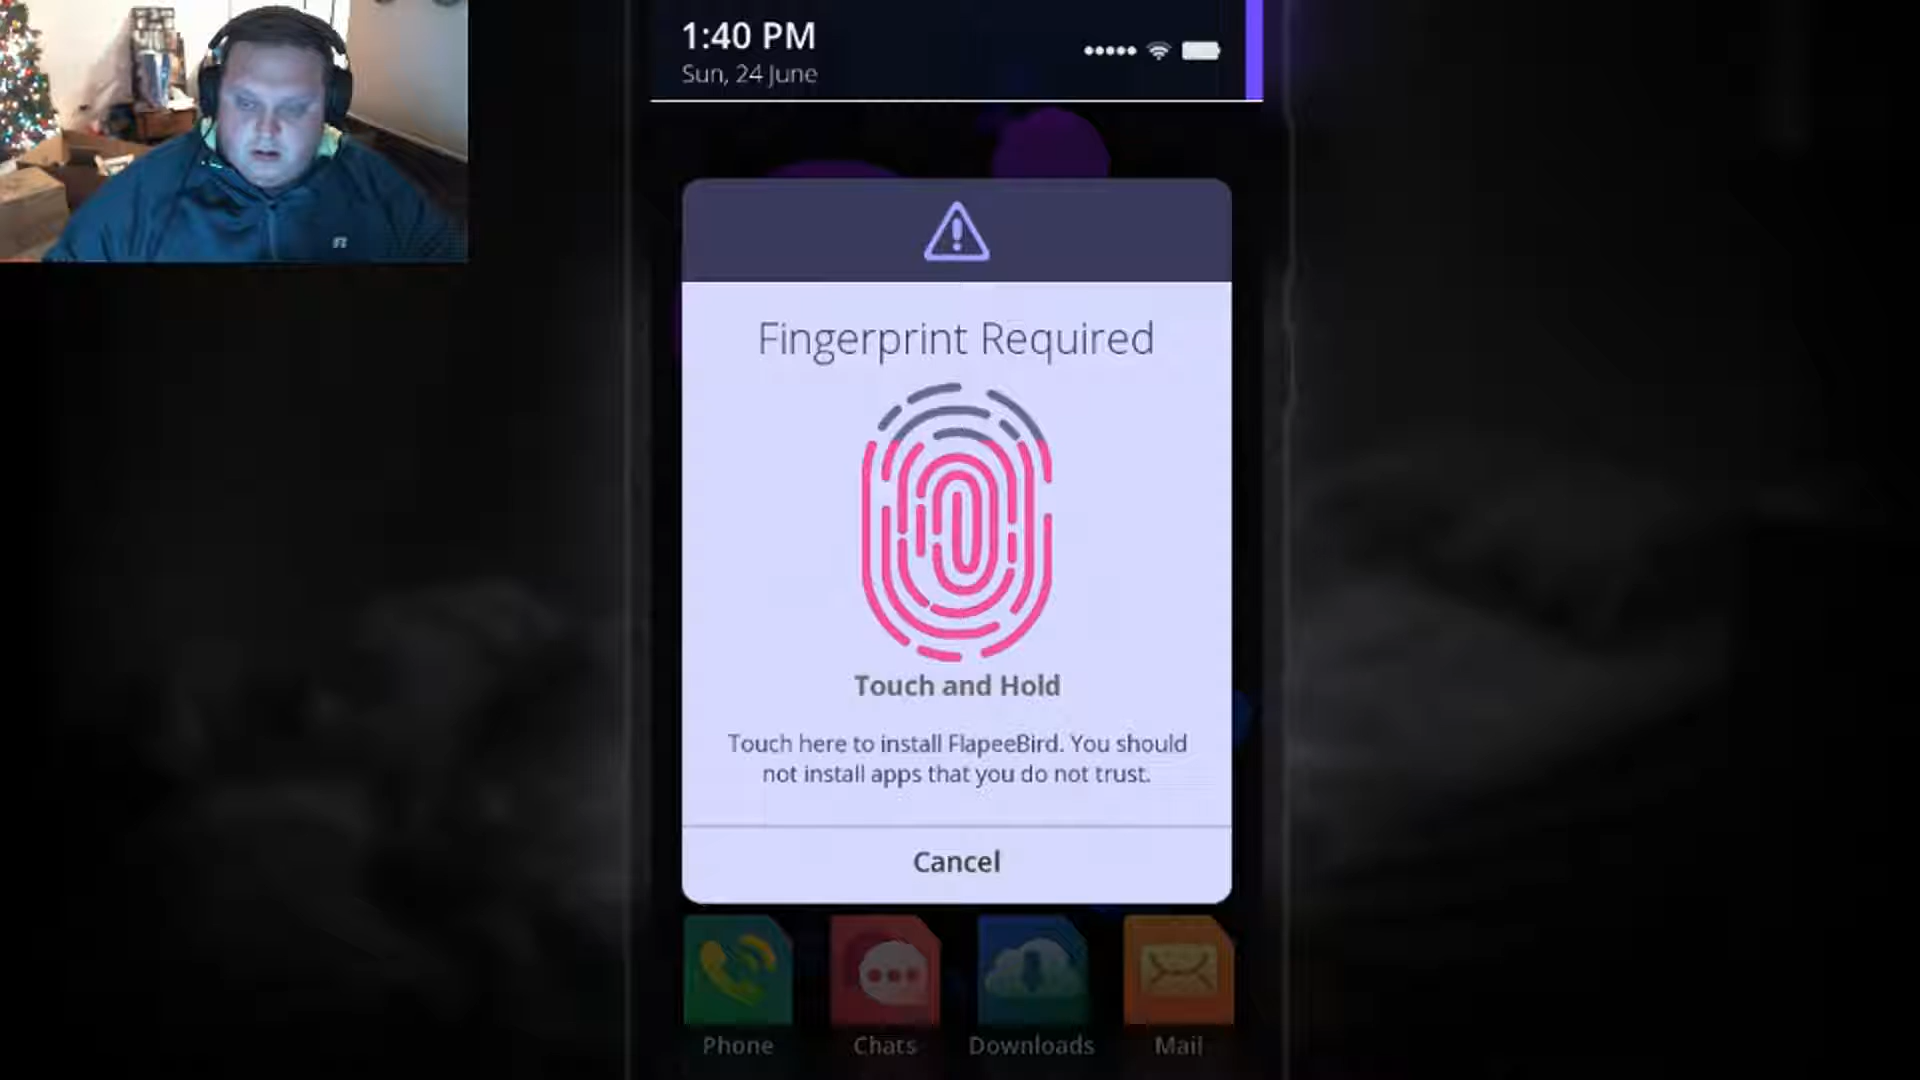 1:40 PM
Sun, 24 June
Fingerprint Required
Touch and Hold
Touch here to install FlapeeBird. You should
not install apps that you do not trust.
Cancel
Phone
Chats
Downloads
Mail